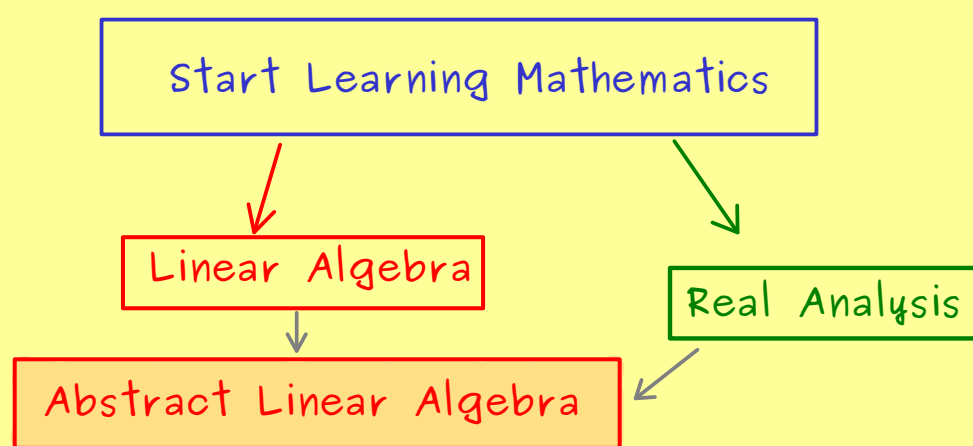 Start Learning Mathematics
Linear Algebra
Real Analysis
Abstract Linear Algebra